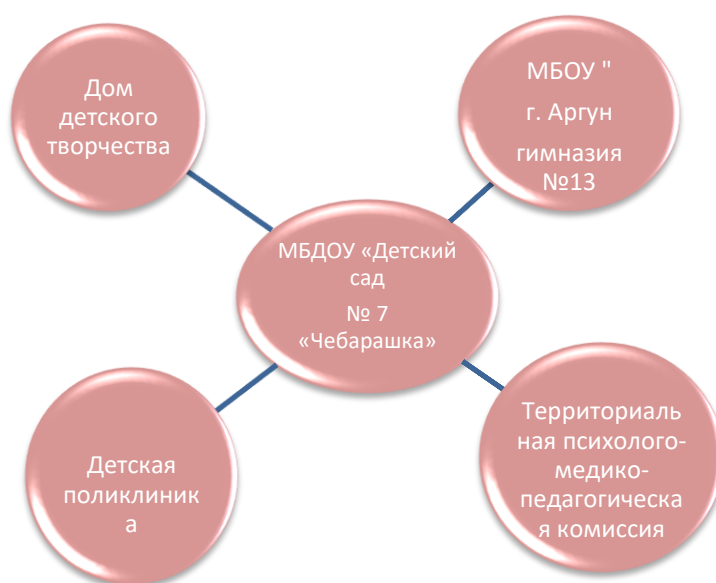 Дом
детского
творчества
МБОУ "
г. Аргун
гимназия
№13
МБДОУ «Детский
сад
№ 7
«Чебарашка»
Детская
поликлиник
а
Территориаль
ная психолого-
медико-
педагогическа
я комиссия